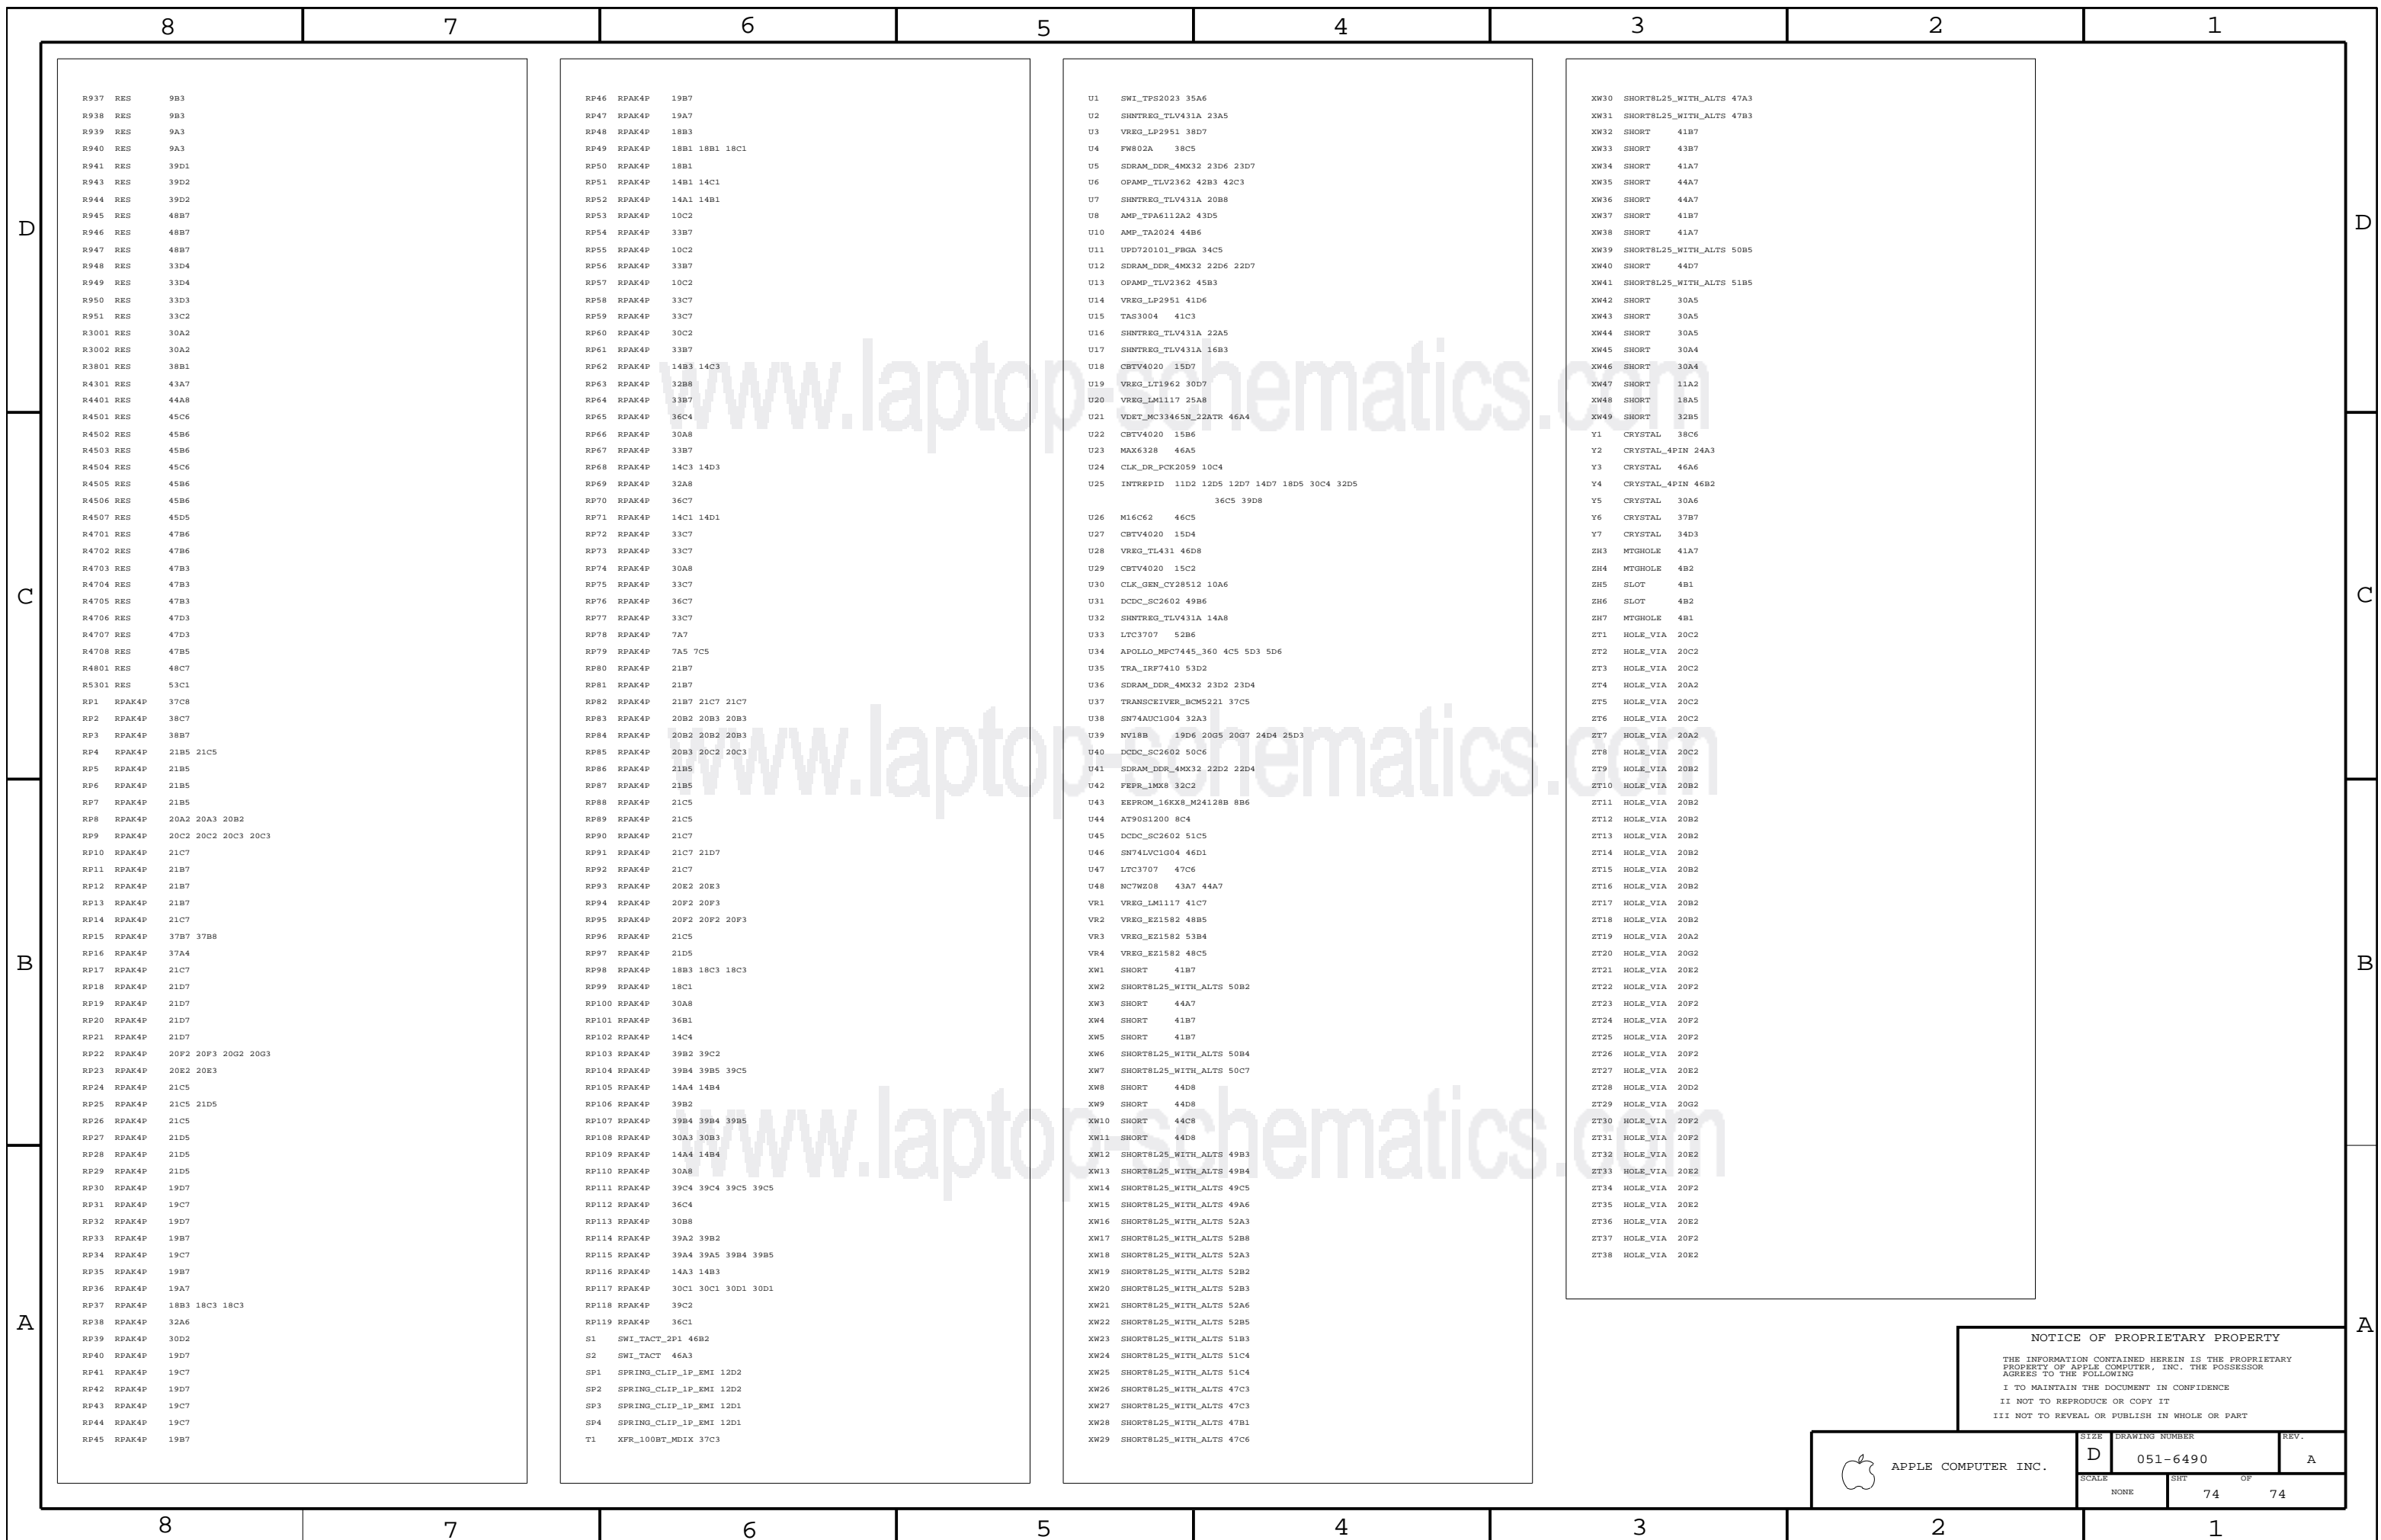 8 7 6 5 4 3 2 1
R937 RES 9B3
R938 RES 9B3
R939 RES 9A3
R940 RES 9A3
R941 RES 39D1
R943 RES 39D2
R944 RES 39D2
R945 RES 48B7
R946 RES 48B7
R947 RES 48B7
R948 RES 33D4
R949 RES 33D4
R950 RES 33D3
R951 RES 33C2
R3001 RES 30A2
R3002 RES 30A2
R3801 RES 38B1
R4301 RES 43A7
R4401 RES 44A8
R4501 RES 45C6
R4502 RES 45B6
R4503 RES 45B6
R4504 RES 45C6
R4505 RES 45B6
R4506 RES 45B6
R4507 RES 45D5
R4701 RES 47B6
R4702 RES 47B6
R4703 RES 47B3
R4704 RES 47B3
R4705 RES 47B3
R4706 RES 47D3
R4707 RES 47D3
R4708 RES 47B5
R4801 RES 48C7
R5301 RES 53C1
RP1 RPAK4P 37C8
RP2 RPAK4P 38C7
RP3 RPAK4P 38B7
RP4 RPAK4P 21B5 21C5
RP5 RPAK4P 21B5
RP6 RPAK4P 21B5
RP7 RPAK4P 21B5
RP8 RPAK4P 20A2 20A3 20B2
RP9 RPAK4P 20C2 20C2 20C3 20C3
RP10 RPAK4P 21C7
RP11 RPAK4P 21B7
RP12 RPAK4P 21B7
RP13 RPAK4P 21B7
RP14 RPAK4P 21C7
RP15 RPAK4P 37B7 37B8
RP16 RPAK4P 37A4
RP17 RPAK4P 21C7
RP18 RPAK4P 21D7
RP19 RPAK4P 21D7
RP20 RPAK4P 21D7
RP21 RPAK4P 21D7
RP22 RPAK4P 20F2 20F3 20G2 20G3
RP23 RPAK4P 20E2 20E3
RP24 RPAK4P 21C5
RP25 RPAK4P 21C5 21D5
RP26 RPAK4P 21C5
RP27 RPAK4P 21D5
RP28 RPAK4P 21D5
RP29 RPAK4P 21D5
RP30 RPAK4P 19D7
RP31 RPAK4P 19C7
RP32 RPAK4P 19D7
RP33 RPAK4P 19B7
RP34 RPAK4P 19C7
RP35 RPAK4P 19B7
RP36 RPAK4P 19A7
RP37 RPAK4P 18B3 18C3 18C3
RP38 RPAK4P 32A6
RP39 RPAK4P 30D2
RP40 RPAK4P 19D7
RP41 RPAK4P 19C7
RP42 RPAK4P 19D7
RP43 RPAK4P 19C7
RP44 RPAK4P 19C7
RP45 RPAK4P 19B7
RP46 RPAK4P 19B7
RP47 RPAK4P 19A7
RP48 RPAK4P 18B3
RP49 RPAK4P 18B1 18B1 18C1
RP50 RPAK4P 18B1
RP51 RPAK4P 14B1 14C1
RP52 RPAK4P 14A1 14B1
RP53 RPAK4P 10C2
RP54 RPAK4P 33B7
RP55 RPAK4P 10C2
RP56 RPAK4P 33B7
RP57 RPAK4P 10C2
RP58 RPAK4P 33C7
RP59 RPAK4P 33C7
RP60 RPAK4P 30C2
RP61 RPAK4P 33B7
RP62 RPAK4P 14B3 14C3
RP63 RPAK4P 32B8
RP64 RPAK4P 33B7
RP65 RPAK4P 36C4
RP66 RPAK4P 30A8
RP67 RPAK4P 33B7
RP68 RPAK4P 14C3 14D3
RP69 RPAK4P 32A8
RP70 RPAK4P 36C7
RP71 RPAK4P 14C1 14D1
RP72 RPAK4P 33C7
RP73 RPAK4P 33C7
RP74 RPAK4P 30A8
RP75 RPAK4P 33C7
RP76 RPAK4P 36C7
RP77 RPAK4P 33C7
RP78 RPAK4P 7A7
RP79 RPAK4P 7A5 7C5
RP80 RPAK4P 21B7
RP81 RPAK4P 21B7
RP82 RPAK4P 21B7 21C7 21C7
RP83 RPAK4P 20B2 20B3 20B3
RP84 RPAK4P 20B2 20B2 20B3
RP85 RPAK4P 20B3 20C2 20C3
RP86 RPAK4P 21B5
RP87 RPAK4P 21B5
RP88 RPAK4P 21C5
RP89 RPAK4P 21C5
RP90 RPAK4P 21C7
RP91 RPAK4P 21C7 21D7
RP92 RPAK4P 21C7
RP93 RPAK4P 20E2 20E3
RP94 RPAK4P 20F2 20F3
RP95 RPAK4P 20F2 20F2 20F3
RP96 RPAK4P 21C5
RP97 RPAK4P 21D5
RP98 RPAK4P 18B3 18C3 18C3
RP99 RPAK4P 18C1
RP100 RPAK4P 30A8
RP101 RPAK4P 36B1
RP102 RPAK4P 14C4
RP103 RPAK4P 39B2 39C2
RP104 RPAK4P 39B4 39B5 39C5
RP105 RPAK4P 14A4 14B4
RP106 RPAK4P 39B2
RP107 RPAK4P 39B4 39B4 39B5
RP108 RPAK4P 30A3 30B3
RP109 RPAK4P 14A4 14B4
RP110 RPAK4P 30A8
RP111 RPAK4P 39C4 39C4 39C5 39C5
RP112 RPAK4P 36C4
RP113 RPAK4P 30B8
RP114 RPAK4P 39A2 39B2
RP115 RPAK4P 39A4 39A5 39B4 39B5
RP116 RPAK4P 14A3 14B3
RP117 RPAK4P 30C1 30C1 30D1 30D1
RP118 RPAK4P 39C2
RP119 RPAK4P 36C1
S1 SWI_TACT_2P1 46B2
S2 SWI_TACT 46A3
SP1 SPRING_CLIP_1P_EMI 12D2
SP2 SPRING_CLIP_1P_EMI 12D2
SP3 SPRING_CLIP_1P_EMI 12D1
SP4 SPRING_CLIP_1P_EMI 12D1
T1 XFR_100BT_MDIX 37C3
U1 SWI_TPS2023 35A6
U2 SHNTREG_TLV431A 23A5
U3 VREG_LP2951 38D7
U4 FW802A 38C5
U5 SDRAM_DDR_4MX32 23D6 23D7
U6 OPAMP_TLV2362 42B3 42C3
U7 SHNTREG_TLV431A 20B8
U8 AMP_TPA6112A2 43D5
U10 AMP_TA2024 44B6
U11 UPD720101_FBGA 34C5
U12 SDRAM_DDR_4MX32 22D6 22D7
U13 OPAMP_TLV2362 45B3
U14 VREG_LP2951 41D6
U15 TAS3004 41C3
U16 SHNTREG_TLV431A 22A5
U17 SHNTREG_TLV431A 16B3
U18 CBTV4020 15D7
U19 VREG_LT1962 30D7
U20 VREG_LM1117 25A8
U21 VDET_MC33465N_22ATR 46A4
U22 CBTV4020 15B6
U23 MAX6328 46A5
U24 CLK_DR_PCK2059 10C4
U25 INTREPID 11D2 12D5 12D7 14D7 18D5 30C4 32D5
36C5 39D8
U26 M16C62 46C5
U27 CBTV4020 15D4
U28 VREG_TL431 46D8
U29 CBTV4020 15C2
U30 CLK_GEN_CY28512 10A6
U31 DCDC_SC2602 49B6
U32 SHNTREG_TLV431A 14A8
U33 LTC3707 52B6
U34 APOLLO_MPC7445_360 4C5 5D3 5D6
U35 TRA_IRF7410 53D2
U36 SDRAM_DDR_4MX32 23D2 23D4
U37 TRANSCEIVER_BCM5221 37C5
U38 SN74AUC1G04 32A3
U39 NV18B 19D6 20G5 20G7 24D4 25D3
U40 DCDC_SC2602 50C6
U41 SDRAM_DDR_4MX32 22D2 22D4
U42 FEPR_1MX8 32C2
U43 EEPROM_16KX8_M24128B 8B6
U44 AT90S1200 8C4
U45 DCDC_SC2602 51C5
U46 SN74LVC1G04 46D1
U47 LTC3707 47C6
U48 NC7WZ08 43A7 44A7
VR1 VREG_LM1117 41C7
VR2 VREG_EZ1582 48B5
VR3 VREG_EZ1582 53B4
VR4 VREG_EZ1582 48C5
XW1 SHORT 41B7
XW2 SHORT8L25_WITH_ALTS 50B2
XW3 SHORT 44A7
XW4 SHORT 41B7
XW5 SHORT 41B7
XW6 SHORT8L25_WITH_ALTS 50B4
XW7 SHORT8L25_WITH_ALTS 50C7
XW8 SHORT 44D8
XW9 SHORT 44D8
XW10 SHORT 44C8
XW11 SHORT 44D8
XW12 SHORT8L25_WITH_ALTS 49B3
XW13 SHORT8L25_WITH_ALTS 49B4
XW14 SHORT8L25_WITH_ALTS 49C5
XW15 SHORT8L25_WITH_ALTS 49A6
XW16 SHORT8L25_WITH_ALTS 52A3
XW17 SHORT8L25_WITH_ALTS 52B8
XW18 SHORT8L25_WITH_ALTS 52A3
XW19 SHORT8L25_WITH_ALTS 52B2
XW20 SHORT8L25_WITH_ALTS 52B3
XW21 SHORT8L25_WITH_ALTS 52A6
XW22 SHORT8L25_WITH_ALTS 52B5
XW23 SHORT8L25_WITH_ALTS 51B3
XW24 SHORT8L25_WITH_ALTS 51C4
XW25 SHORT8L25_WITH_ALTS 51C4
XW26 SHORT8L25_WITH_ALTS 47C3
XW27 SHORT8L25_WITH_ALTS 47C3
XW28 SHORT8L25_WITH_ALTS 47B1
XW29 SHORT8L25_WITH_ALTS 47C6
XW30 SHORT8L25_WITH_ALTS 47A3
XW31 SHORT8L25_WITH_ALTS 47B3
XW32 SHORT 41B7
XW33 SHORT 43B7
XW34 SHORT 41A7
XW35 SHORT 44A7
XW36 SHORT 44A7
XW37 SHORT 41B7
XW38 SHORT 41A7
XW39 SHORT8L25_WITH_ALTS 50B5
XW40 SHORT 44D7
XW41 SHORT8L25_WITH_ALTS 51B5
XW42 SHORT 30A5
XW43 SHORT 30A5
XW44 SHORT 30A5
XW45 SHORT 30A4
XW46 SHORT 30A4
XW47 SHORT 11A2
XW48 SHORT 18A5
XW49 SHORT 32B5
Y1 CRYSTAL 38C6
Y2 CRYSTAL_4PIN 24A3
Y3 CRYSTAL 46A6
Y4 CRYSTAL_4PIN 46B2
Y5 CRYSTAL 30A6
Y6 CRYSTAL 37B7
Y7 CRYSTAL 34D3
ZH3 MTGHOLE 41A7
ZH4 MTGHOLE 4B2
ZH5 SLOT 4B1
ZH6 SLOT 4B2
ZH7 MTGHOLE 4B1
ZT1 HOLE_VIA 20C2
ZT2 HOLE_VIA 20C2
ZT3 HOLE_VIA 20C2
ZT4 HOLE_VIA 20A2
ZT5 HOLE_VIA 20C2
ZT6 HOLE_VIA 20C2
ZT7 HOLE_VIA 20A2
ZT8 HOLE_VIA 20C2
ZT9 HOLE_VIA 20B2
ZT10 HOLE_VIA 20B2
ZT11 HOLE_VIA 20B2
ZT12 HOLE_VIA 20B2
ZT13 HOLE_VIA 20B2
ZT14 HOLE_VIA 20B2
ZT15 HOLE_VIA 20B2
ZT16 HOLE_VIA 20B2
ZT17 HOLE_VIA 20B2
ZT18 HOLE_VIA 20B2
ZT19 HOLE_VIA 20A2
ZT20 HOLE_VIA 20G2
ZT21 HOLE_VIA 20E2
ZT22 HOLE_VIA 20F2
ZT23 HOLE_VIA 20F2
ZT24 HOLE_VIA 20F2
ZT25 HOLE_VIA 20F2
ZT26 HOLE_VIA 20F2
ZT27 HOLE_VIA 20E2
ZT28 HOLE_VIA 20D2
ZT29 HOLE_VIA 20G2
ZT30 HOLE_VIA 20F2
ZT31 HOLE_VIA 20F2
ZT32 HOLE_VIA 20E2
ZT33 HOLE_VIA 20E2
ZT34 HOLE_VIA 20F2
ZT35 HOLE_VIA 20E2
ZT36 HOLE_VIA 20E2
ZT37 HOLE_VIA 20F2
ZT38 HOLE_VIA 20E2
www.laptop-schematics.com
www.laptop-schematics.com
www.laptop-schematics.com
D D
C C
B B
A A
NOTICE OF PROPRIETARY PROPERTY
THE INFORMATION CONTAINED HEREIN IS THE PROPRIETARY
PROPERTY OF APPLE COMPUTER, INC. THE POSSESSOR
AGREES TO THE FOLLOWING
I TO MAINTAIN THE DOCUMENT IN CONFIDENCE
II NOT TO REPRODUCE OR COPY IT
III NOT TO REVEAL OR PUBLISH IN WHOLE OR PART
APPLE COMPUTER INC.
SIZE DRAWING NUMBER REV.
D 051-6490 A
SCALE SHT OF
NONE 74 74
8 7 6 5 4 3 2 1